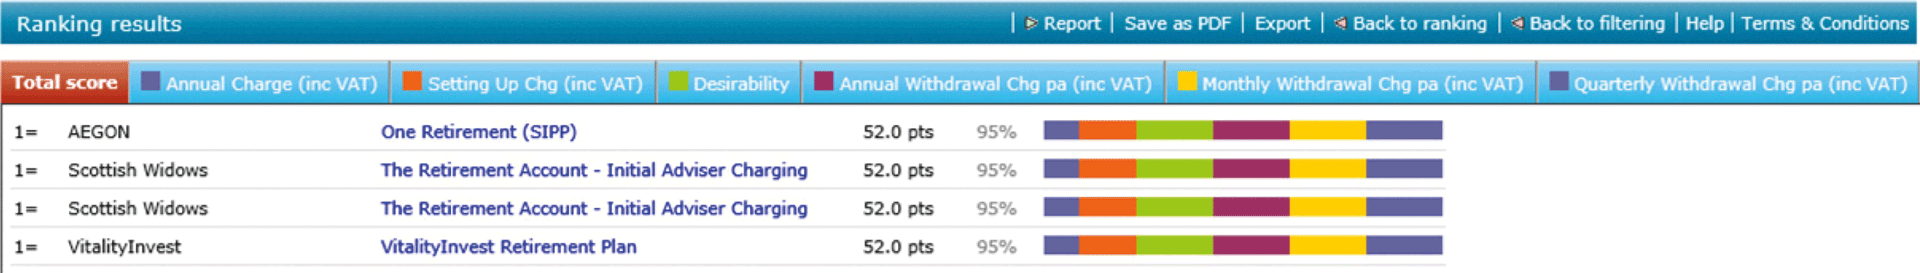 Ranking results | Report | Save as PDF | Export | Back to ranking | Back to filtering | Help | Terms & Conditions
Total score Annual Charge (inc VAT) Setting Up Chg (inc VAT) Desirability Annual Withdrawal Chg pa (inc VAT) Monthly Withdrawal Chg pa (inc VAT) Quarterly Withdrawal Chg pa (inc VAT)
1= AEGON One Retirement (SIPP) 52.0 pts 95%
1= Scottish Widows The Retirement Account - Initial Adviser Charging 52.0 pts 95%
1= Scottish Widows The Retirement Account - Initial Adviser Charging 52.0 pts 95%
1= VitalityInvest VitalityInvest Retirement Plan 52.0 pts 95%